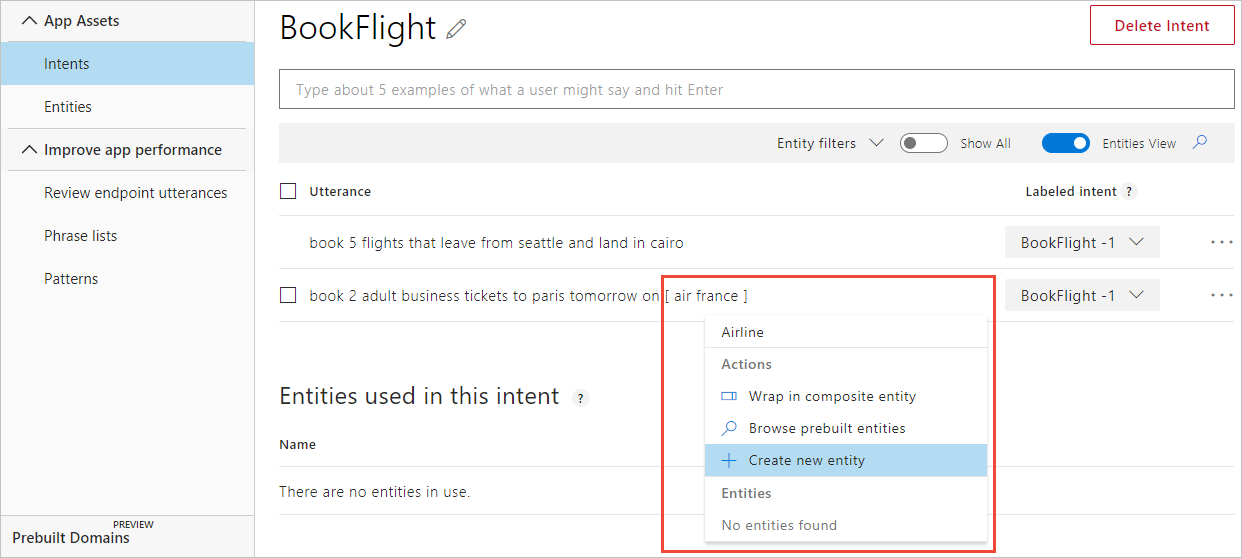 App Assets
Intents
Entities
Improve app performance
Review endpoint utterances
Phrase lists
Patterns
PREVIEW
Prebuilt Domains
BookFlight
Delete Intent
Type about 5 examples of what a user might say and hit Enter
Entity filters Show All Entities View
Utterance Labeled intent ?
book 5 flights that leave from seattle and land in cairo BookFlight -1 ...
book 2 adult business tickets to paris tomorrow on [ air france ] BookFlight -1 ...
Airline
Actions
Wrap in composite entity
Browse prebuilt entities
Create new entity
Entities
No entities found
Entities used in this intent ?
Name
There are no entities in use.